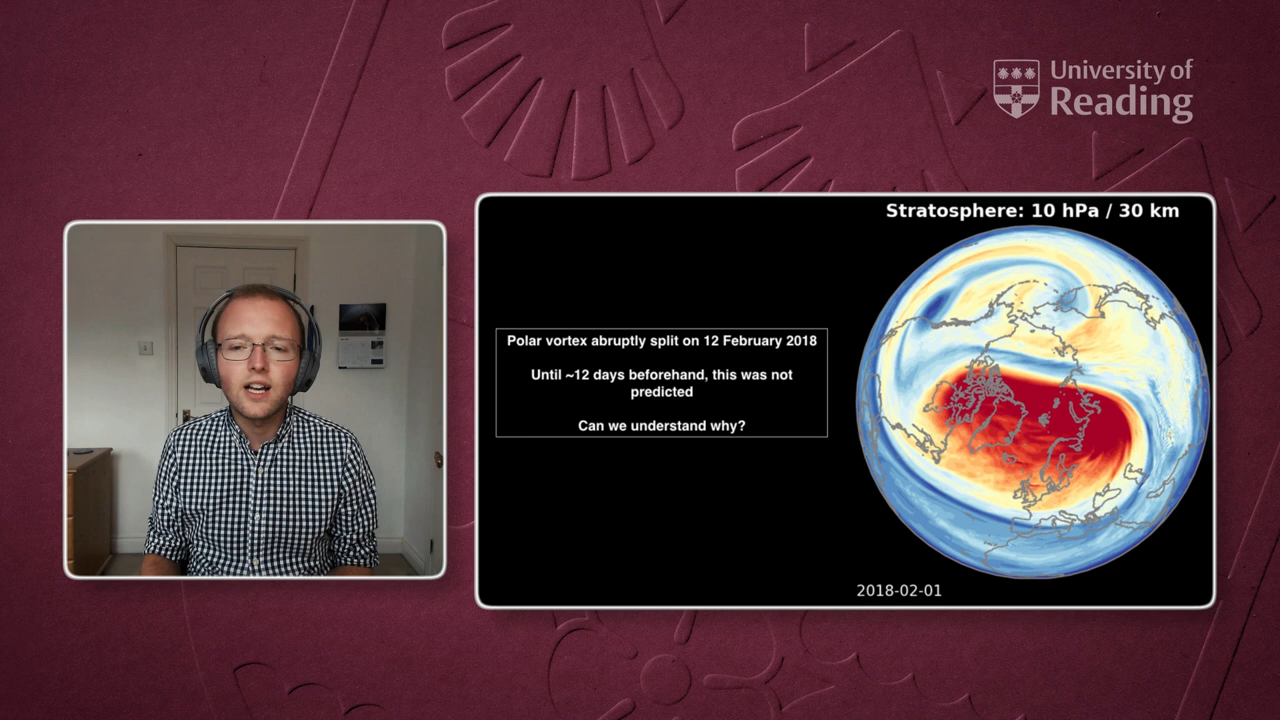 University of
Reading
Stratosphere: 10 hPa / 30 km
Polar vortex abruptly split on 12 February 2018
Until ~12 days beforehand, this was not
predicted
Can we understand why?
2018-02-01